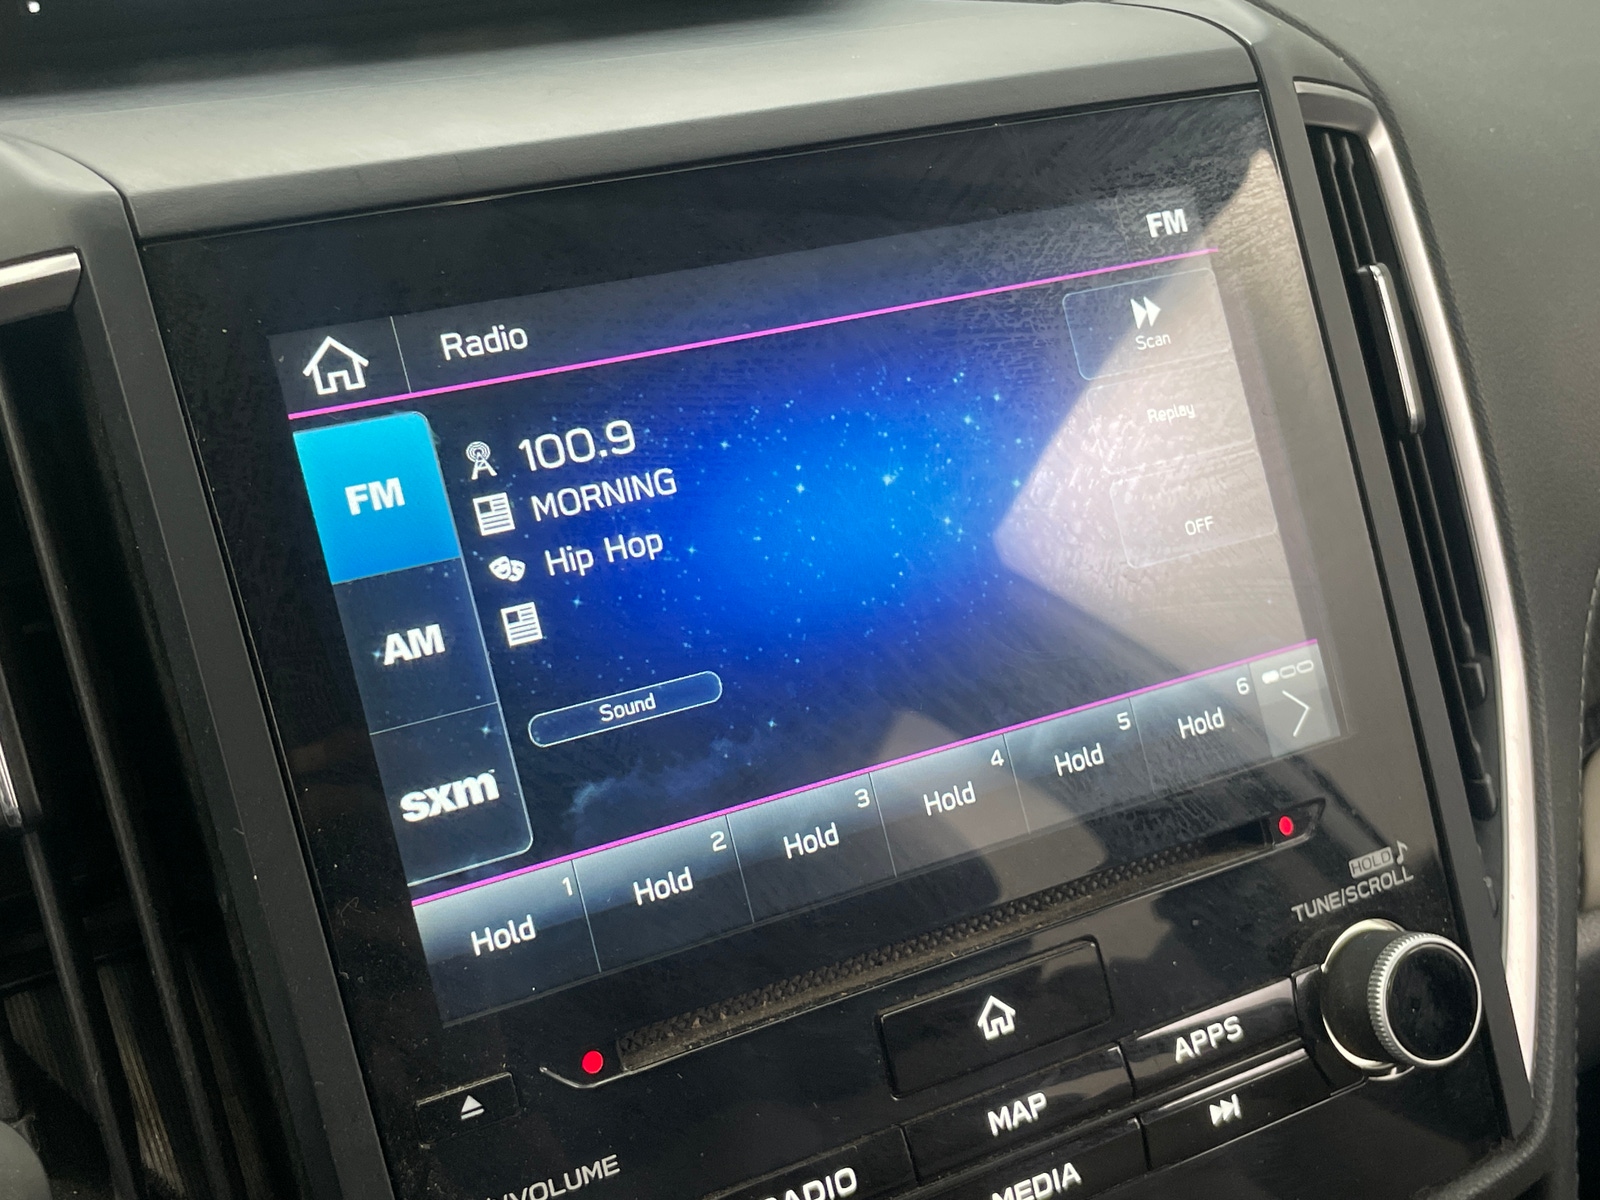 FM
Radio
Scan
100.9
FM
MORNING
Replay
Hip Hop
OFF
AM
Sound
sxm
1
Hold
2
Hold
3
Hold
4
Hold
5
Hold
6
Hold
HOLD
TUNE/SCROLL
APPS
MAP
VOLUME
RADIO
MEDIA